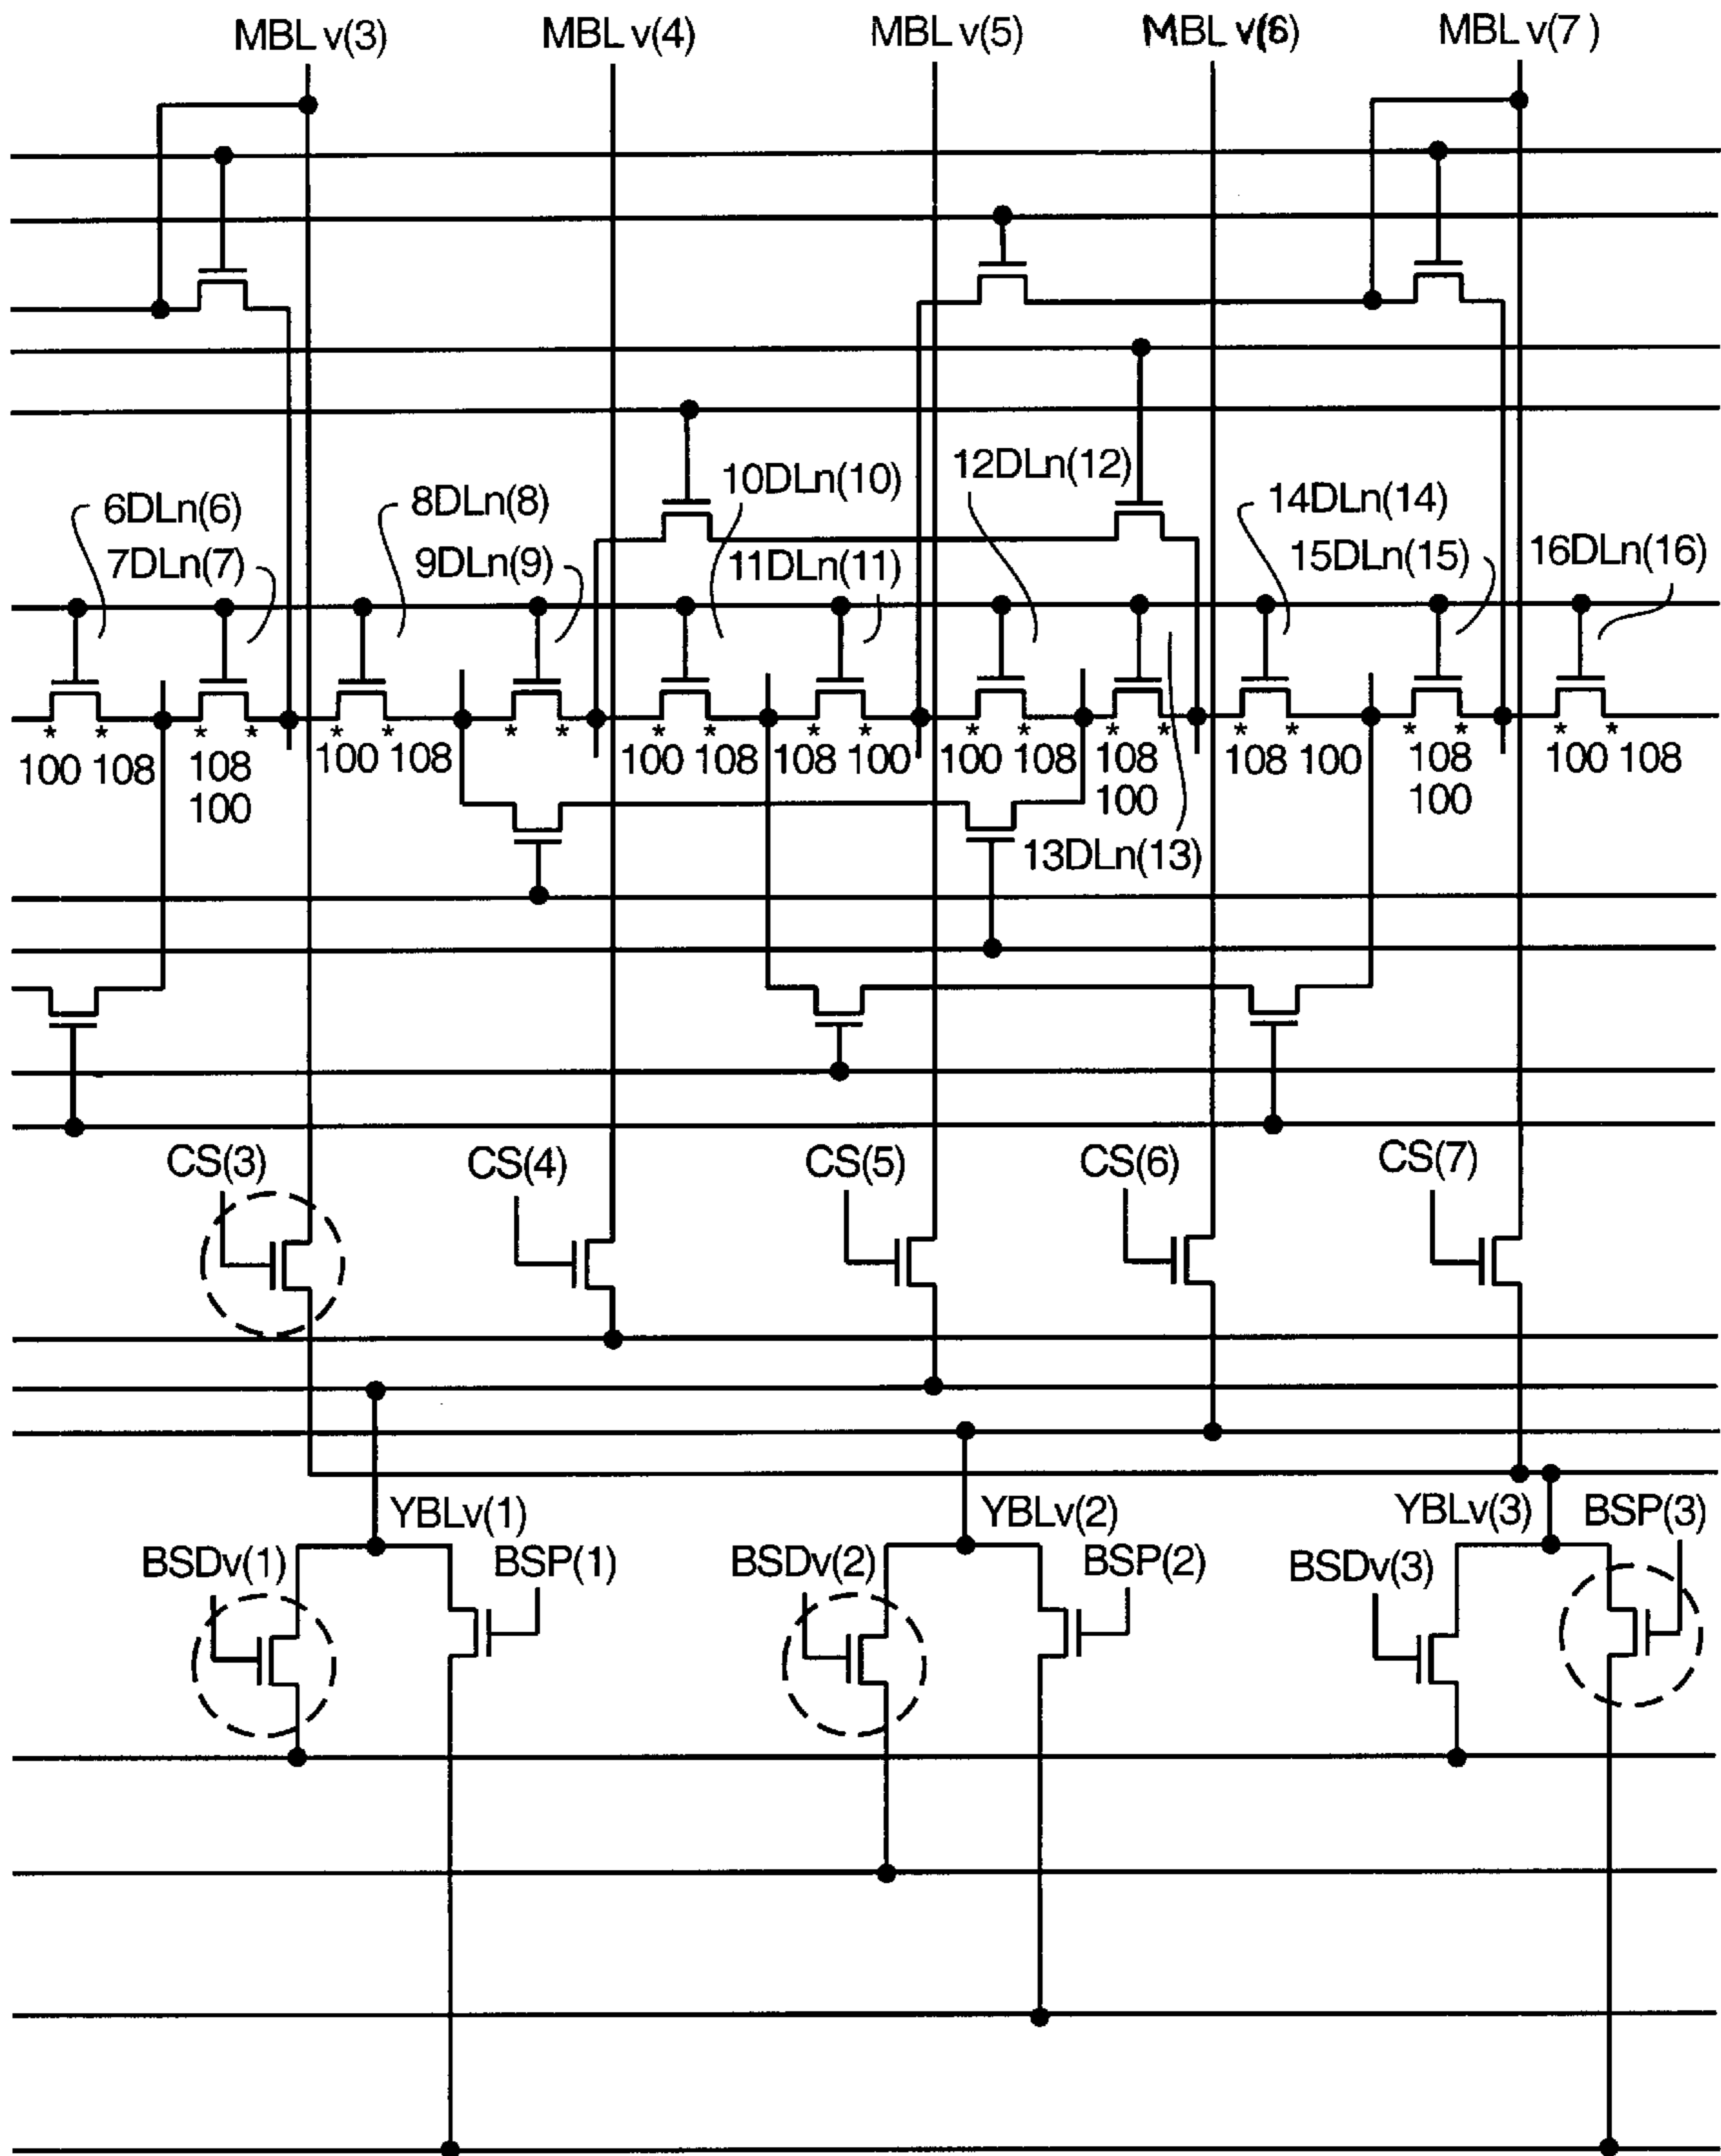 MBL v(3) MBL v(4) MBL v(5) MBL v(6) MBL v(7)
6DLn(6) 8DLn(8) 10DLn(10) 12DLn(12) 14DLn(14)
7DLn(7) 9DLn(9) 11DLn(11) 15DLn(15) 16DLn(16)
* * * * * * * * * * * * * * * * * * * * * *
100 108 108 100 108 100 108 108 100 100 108 108 108 100 108 100 108
100 100 100
13DLn(13)
CS(3) CS(4) CS(5) CS(6) CS(7)
YBLv(1) YBLv(2) YBLv(3) BSP(3)
BSDv(1) BSP(1) BSDv(2) BSP(2) BSDv(3)